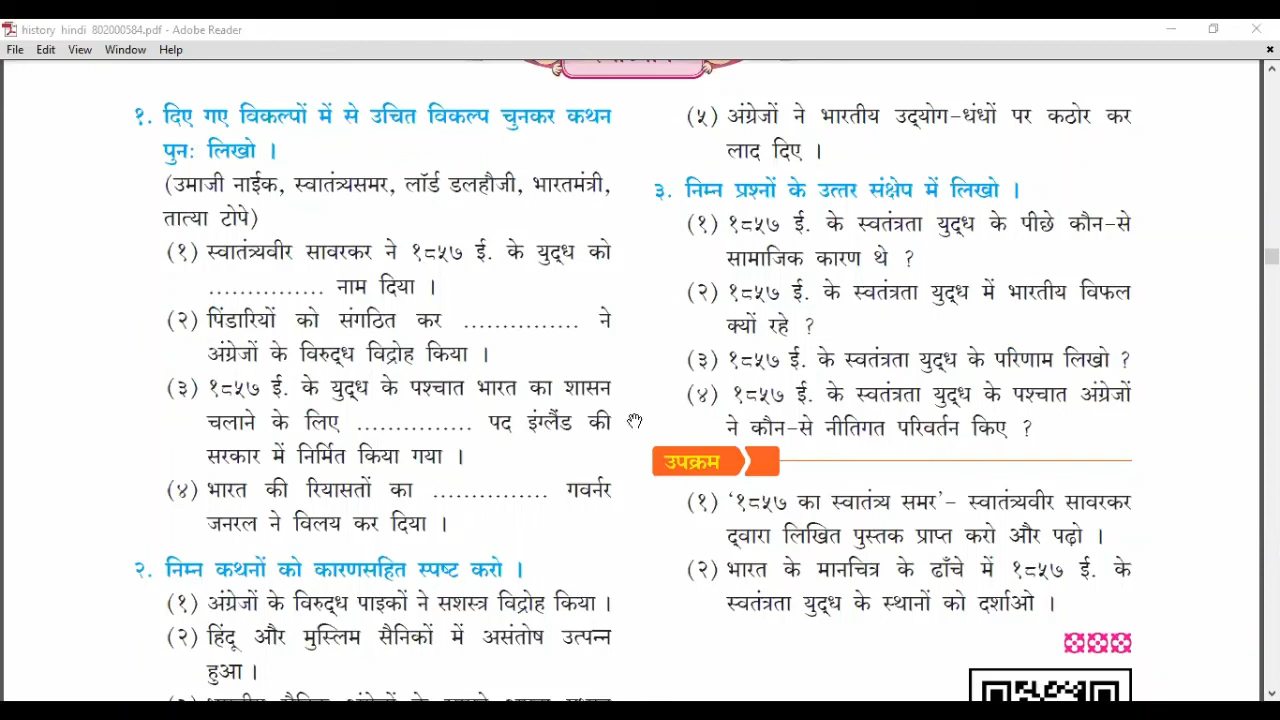 history hindi 802000584.pdf - Adobe Reader
File Edit View Window Help
१. दिए गए विकल्पों में से उचित विकल्प चुनकर कथन
पुनः लिखो ।
(उमाजी नाईक, स्वातंत्र्यसमर, लॉर्ड डलहौजी, भारतमंत्री,
तात्या टोपे)
(१) स्वातंत्र्यवीर सावरकर ने १८५७ ई. के युद्ध को
............... नाम दिया ।
(२) पिंडारियों को संगठित कर ............... ने
अंग्रेजों के विरुद्ध विद्रोह किया ।
(३) १८५७ ई. के युद्ध के पश्चात भारत का शासन
चलाने के लिए ............... पद इंग्लैंड की
सरकार में निर्मित किया गया ।
(४) भारत की रियासतों का ............... गवर्नर
जनरल ने विलय कर दिया ।
२. निम्न कथनों को कारणसहित स्पष्ट करो ।
(१) अंग्रेजों के विरुद्ध पाइकों ने सशस्त्र विद्रोह किया ।
(२) हिंदू और मुस्लिम सैनिकों में असंतोष उत्पन्न
हुआ ।
(५) अंग्रेजों ने भारतीय उद्योग-धंधों पर कठोर कर
लाद दिए ।
३. निम्न प्रश्नों के उत्तर संक्षेप में लिखो ।
(१) १८५७ ई. के स्वतंत्रता युद्ध के पीछे कौन-से
सामाजिक कारण थे ?
(२) १८५७ ई. के स्वतंत्रता युद्ध में भारतीय विफल
क्यों रहे ?
(३) १८५७ ई. के स्वतंत्रता युद्ध के परिणाम लिखो ?
(४) १८५७ ई. के स्वतंत्रता युद्ध के पश्चात अंग्रेजों
ने कौन-से नीतिगत परिवर्तन किए ?
उपक्रम
(१) '१८५७ का स्वातंत्र्य समर'- स्वातंत्र्यवीर सावरकर
द्वारा लिखित पुस्तक प्राप्त करो और पढ़ो ।
(२) भारत के मानचित्र के ढाँचे में १८५७ ई. के
स्वतंत्रता युद्ध के स्थानों को दर्शाओ ।